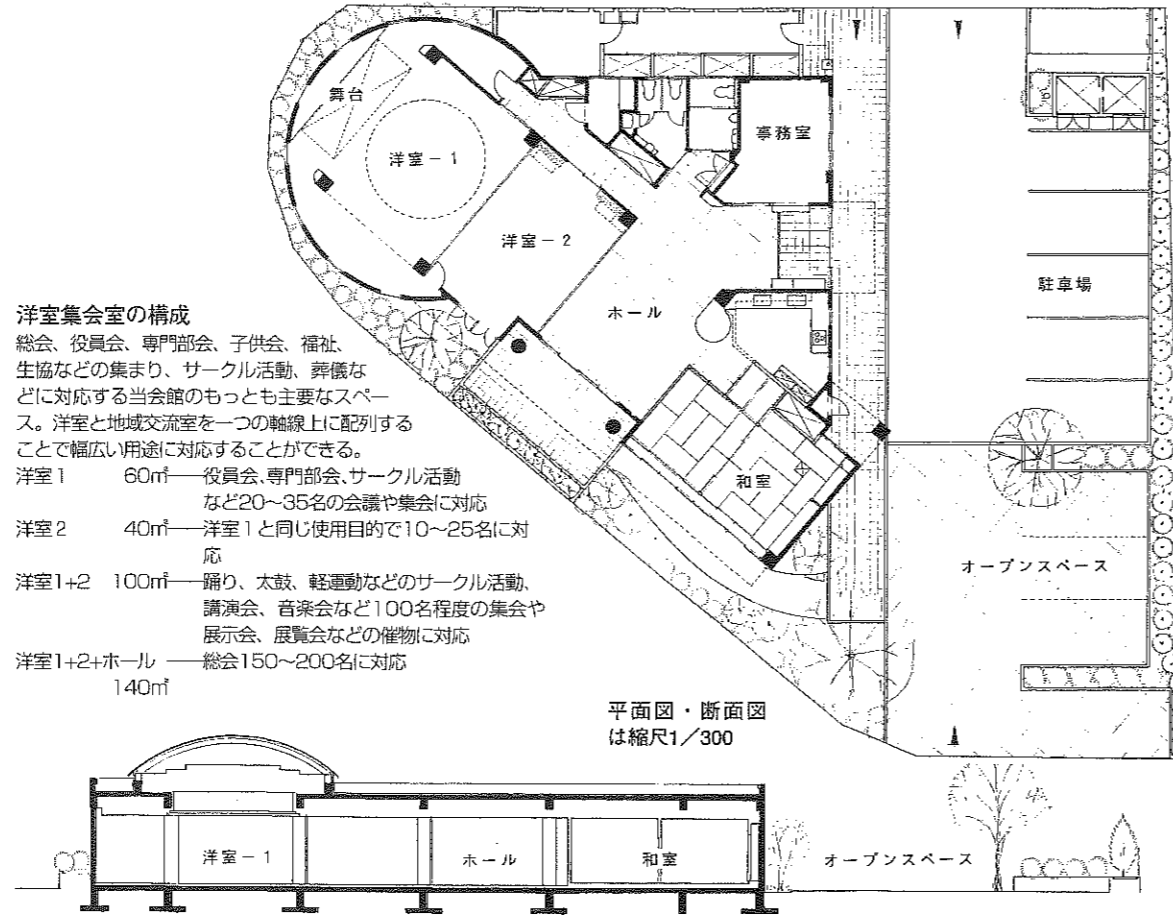 舞台
洋室-1
事務室
洋室-2
ホール
駐車場
洋室集会室の構成
総会、役員会、専門部会、子供会、福祉、
生協などの集まり、サークル活動、葬儀な
どに対応する当会館のもっとも主要なスペー
ス。洋室と地域交流室を一つの軸線上に配列する
ことで幅広い用途に対応することができる。
洋室1 60㎡──役員会、専門部会、サークル活動
など20〜35名の会議や集会に対応
洋室2 40㎡──洋室1と同じ使用目的で10〜25名に対
応
洋室1+2 100㎡──踊り、太鼓、軽運動などのサークル活動、
講演会、音楽会など100名程度の集会や
展示会、展覧会などの催物に対応
洋室1+2+ホール ──総会150〜200名に対応
140㎡
和室
オープンスペース
平面図・断面図
は縮尺1/300
洋室-1
ホール
和室
オープンスペース